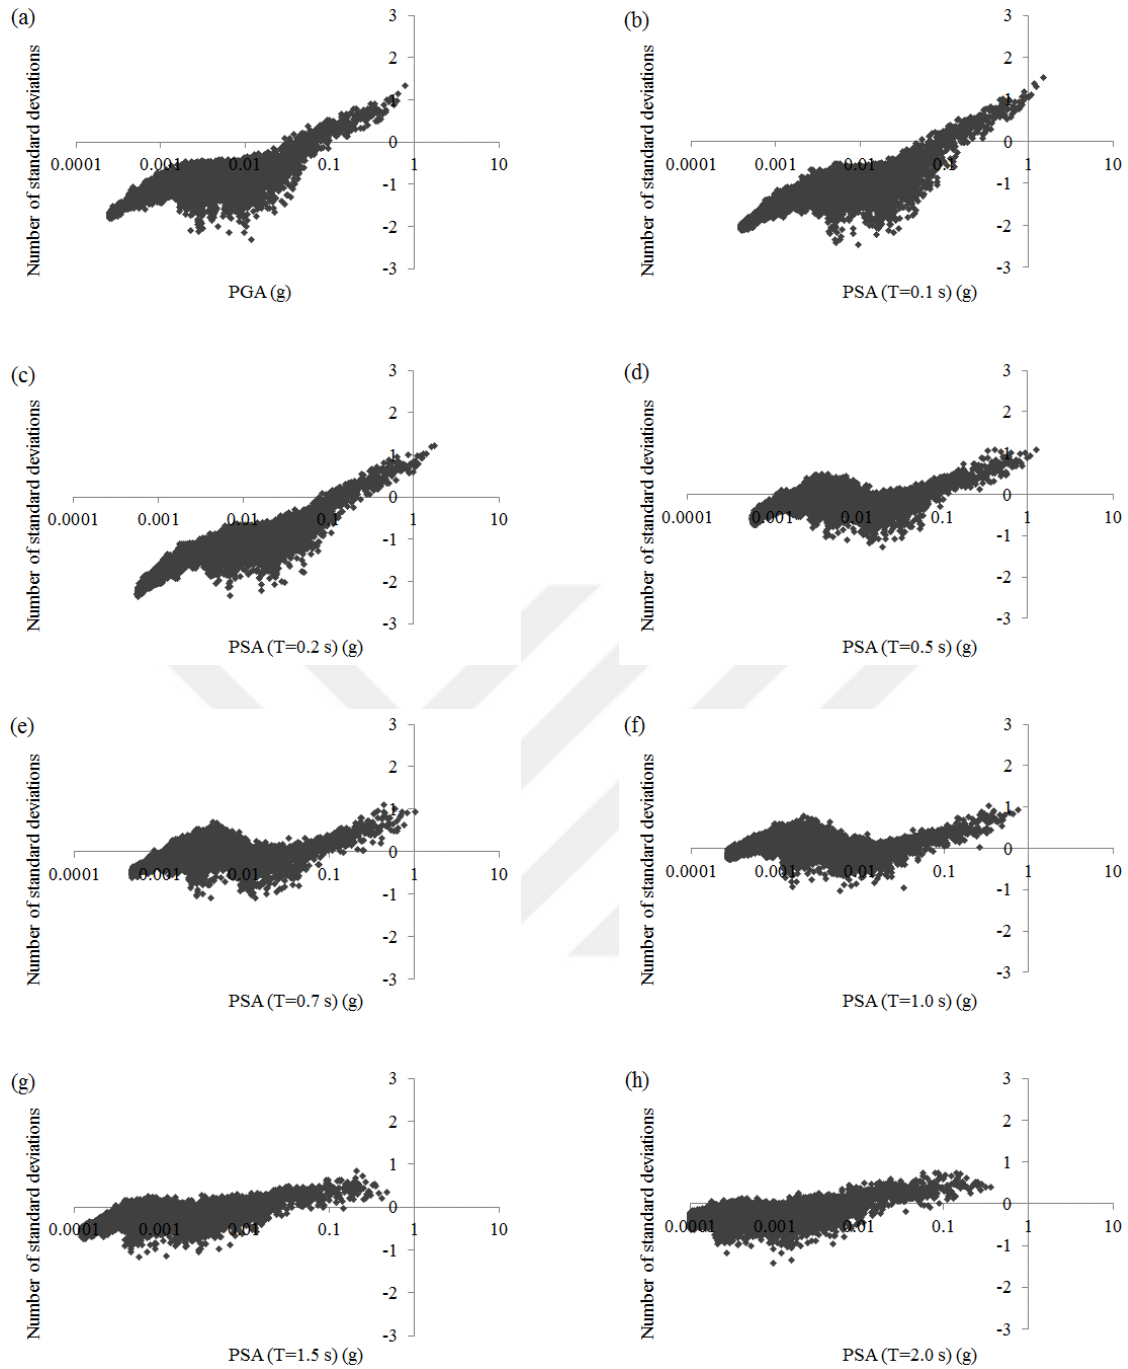 (a)
Number of standard deviations
3
2
1
0
-1
-2
-3
0.0001 0.001 0.01 0.1 1 10
PGA (g)
(b)
Number of standard deviations
3
2
1
0
-1
-2
-3
0.0001 0.001 0.01 0.1 1 10
PSA (T=0.1 s) (g)
(c)
Number of standard deviations
3
2
1
0
-1
-2
-3
0.0001 0.001 0.01 0.1 1 10
PSA (T=0.2 s) (g)
(d)
Number of standard deviations
3
2
1
0
-1
-2
-3
0.0001 0.001 0.01 0.1 1 10
PSA (T=0.5 s) (g)
(e)
Number of standard deviations
3
2
1
0
-1
-2
-3
0.0001 0.001 0.01 0.1 1 10
PSA (T=0.7 s) (g)
(f)
Number of standard deviations
3
2
1
0
-1
-2
-3
0.0001 0.001 0.01 0.1 1 10
PSA (T=1.0 s) (g)
(g)
Number of standard deviations
3
2
1
0
-1
-2
-3
0.0001 0.001 0.01 0.1 1 10
PSA (T=1.5 s) (g)
(h)
Number of standard deviations
3
2
1
0
-1
-2
-3
0.0001 0.001 0.01 0.1 1 10
PSA (T=2.0 s) (g)